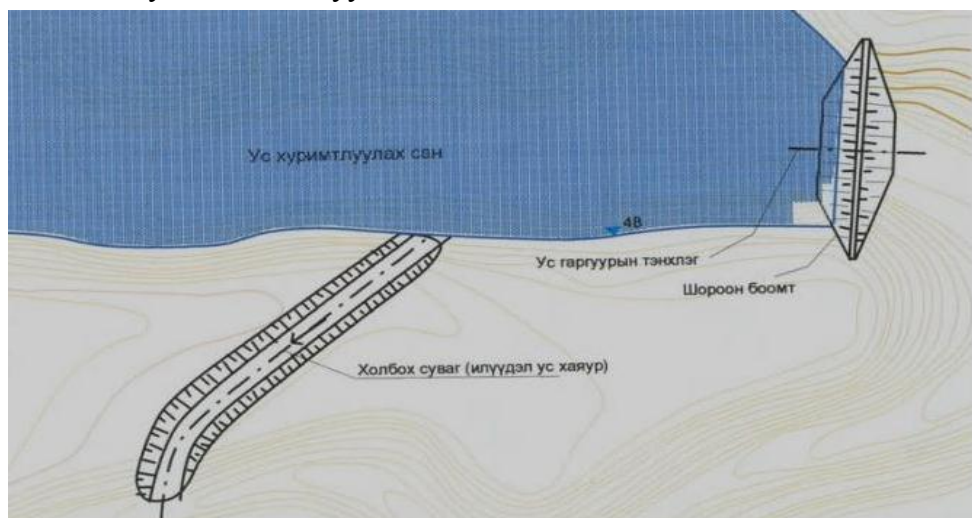 Ус хуримтлуулах сан
48
Ус гаргуурын тэнхлэг
Шороон боомт
Холбох суваг (илүүдэл ус хаяур)